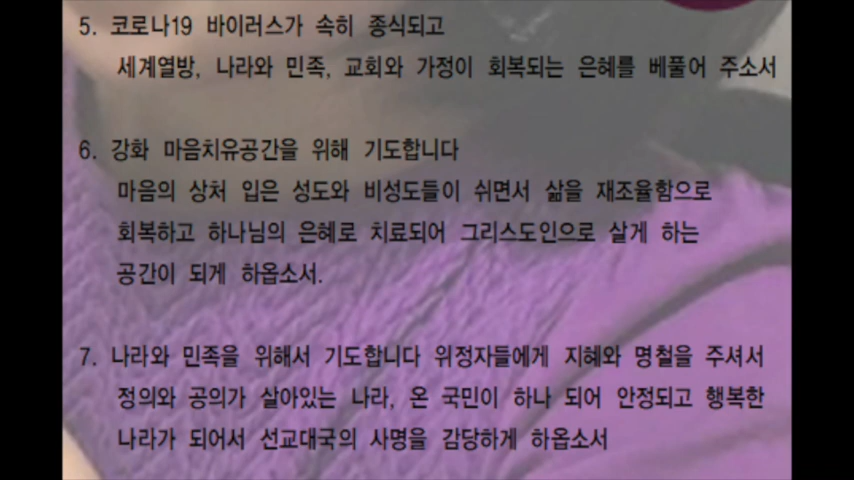 5. 코로나19 바이러스가 속히 종식되고
세계열방, 나라와 민족, 교회와 가정이 회복되는 은혜를 베풀어 주소서
6. 강화 마음치유공간을 위해 기도합니다
마음의 상처 입은 성도와 비성도들이 쉬면서 삶을 재조율함으로
회복하고 하나님의 은혜로 치료되어 그리스도인으로 살게 하는
공간이 되게 하옵소서.
7. 나라와 민족을 위해서 기도합니다 위정자들에게 지혜와 명철을 주셔서
정의와 공의가 살아있는 나라, 온 국민이 하나 되어 안정되고 행복한
나라가 되어서 선교대국의 사명을 감당하게 하옵소서